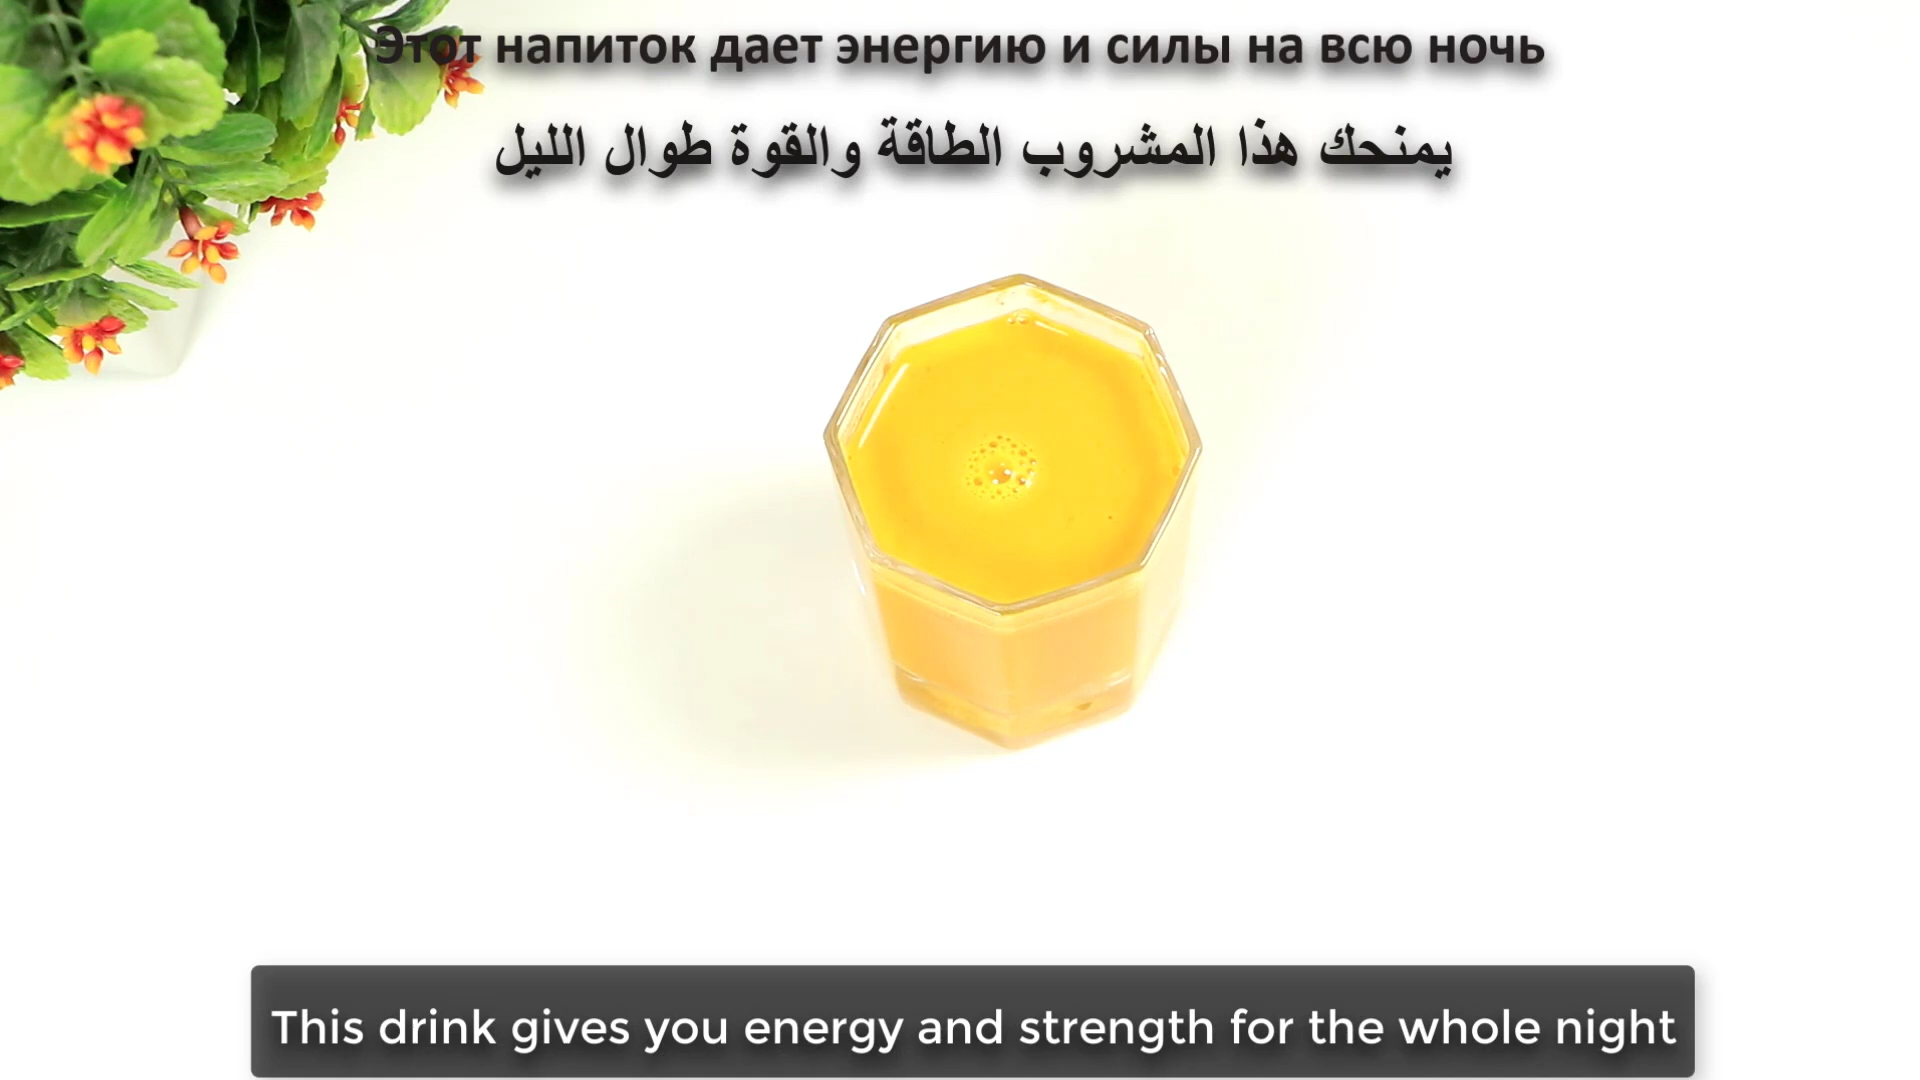 Этот напиток дает энергию и силы на всю ночь
يمنحك هذا المشروب الطاقة والقوة طوال الليل
This drink gives you energy and strength for the whole night